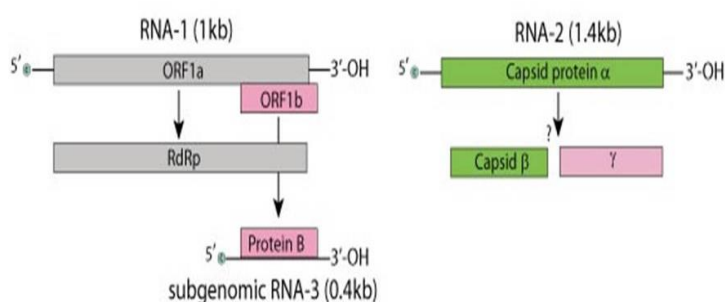 RNA-1 (1kb)
5′ c ORF1a 3′-OH
ORF1b
RdRp
5′ c Protein B 3′-OH
subgenomic RNA-3 (0.4kb)
RNA-2 (1.4kb)
5′ c Capsid protein α 3′-OH
?
Capsid β γ